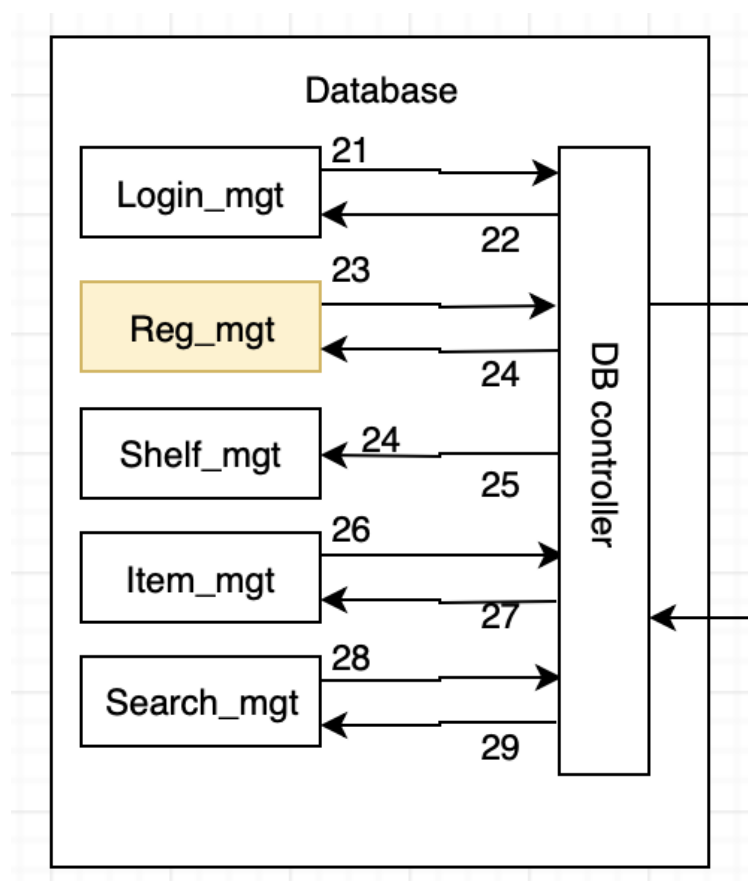 Database
21
Login_mgt
22
23
Reg_mgt
24
24
Shelf_mgt
25
26
Item_mgt
27
28
Search_mgt
29
DB controller